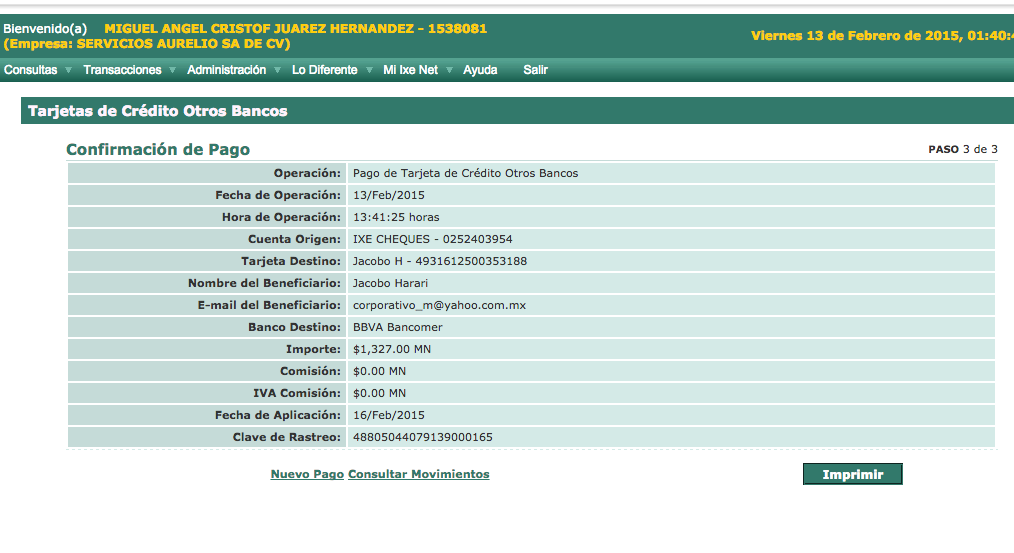 Bienvenido(a) MIGUEL ANGEL CRISTOF JUAREZ HERNANDEZ - 1538081
(Empresa: SERVICIOS AURELIO SA DE CV)
Viernes 13 de Febrero de 2015, 01:40:
Consultas Transacciones Administración Lo Diferente Mi Ixe Net Ayuda Salir
Tarjetas de Crédito Otros Bancos
Confirmación de Pago PASO 3 de 3
Operación: Pago de Tarjeta de Crédito Otros Bancos
Fecha de Operación: 13/Feb/2015
Hora de Operación: 13:41:25 horas
Cuenta Origen: IXE CHEQUES - 0252403954
Tarjeta Destino: Jacobo H - 4931612500353188
Nombre del Beneficiario: Jacobo Harari
E-mail del Beneficiario: corporativo_m@yahoo.com.mx
Banco Destino: BBVA Bancomer
Importe: $1,327.00 MN
Comisión: $0.00 MN
IVA Comisión: $0.00 MN
Fecha de Aplicación: 16/Feb/2015
Clave de Rastreo: 48805044079139000165
Nuevo Pago Consultar Movimientos Imprimir